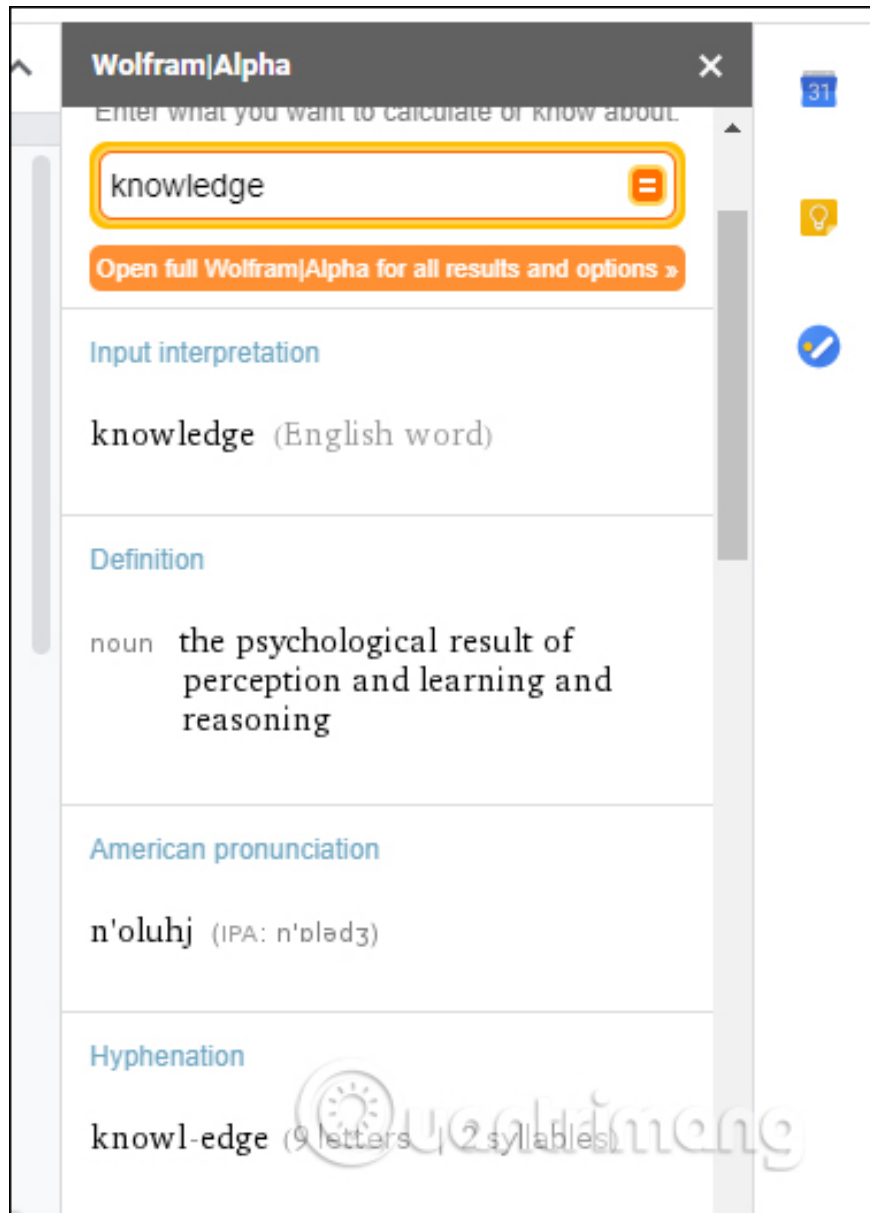 Wolfram|Alpha
Enter what you want to calculate or know about.
knowledge
Open full Wolfram|Alpha for all results and options »
Input interpretation
knowledge (English word)
Definition
noun the psychological result of
perception and learning and
reasoning
American pronunciation
n'oluhj (IPA: n'ɒlədʒ)
Hyphenation
knowl-edge (9 letters | 2 syllables)
Quantrimang
31